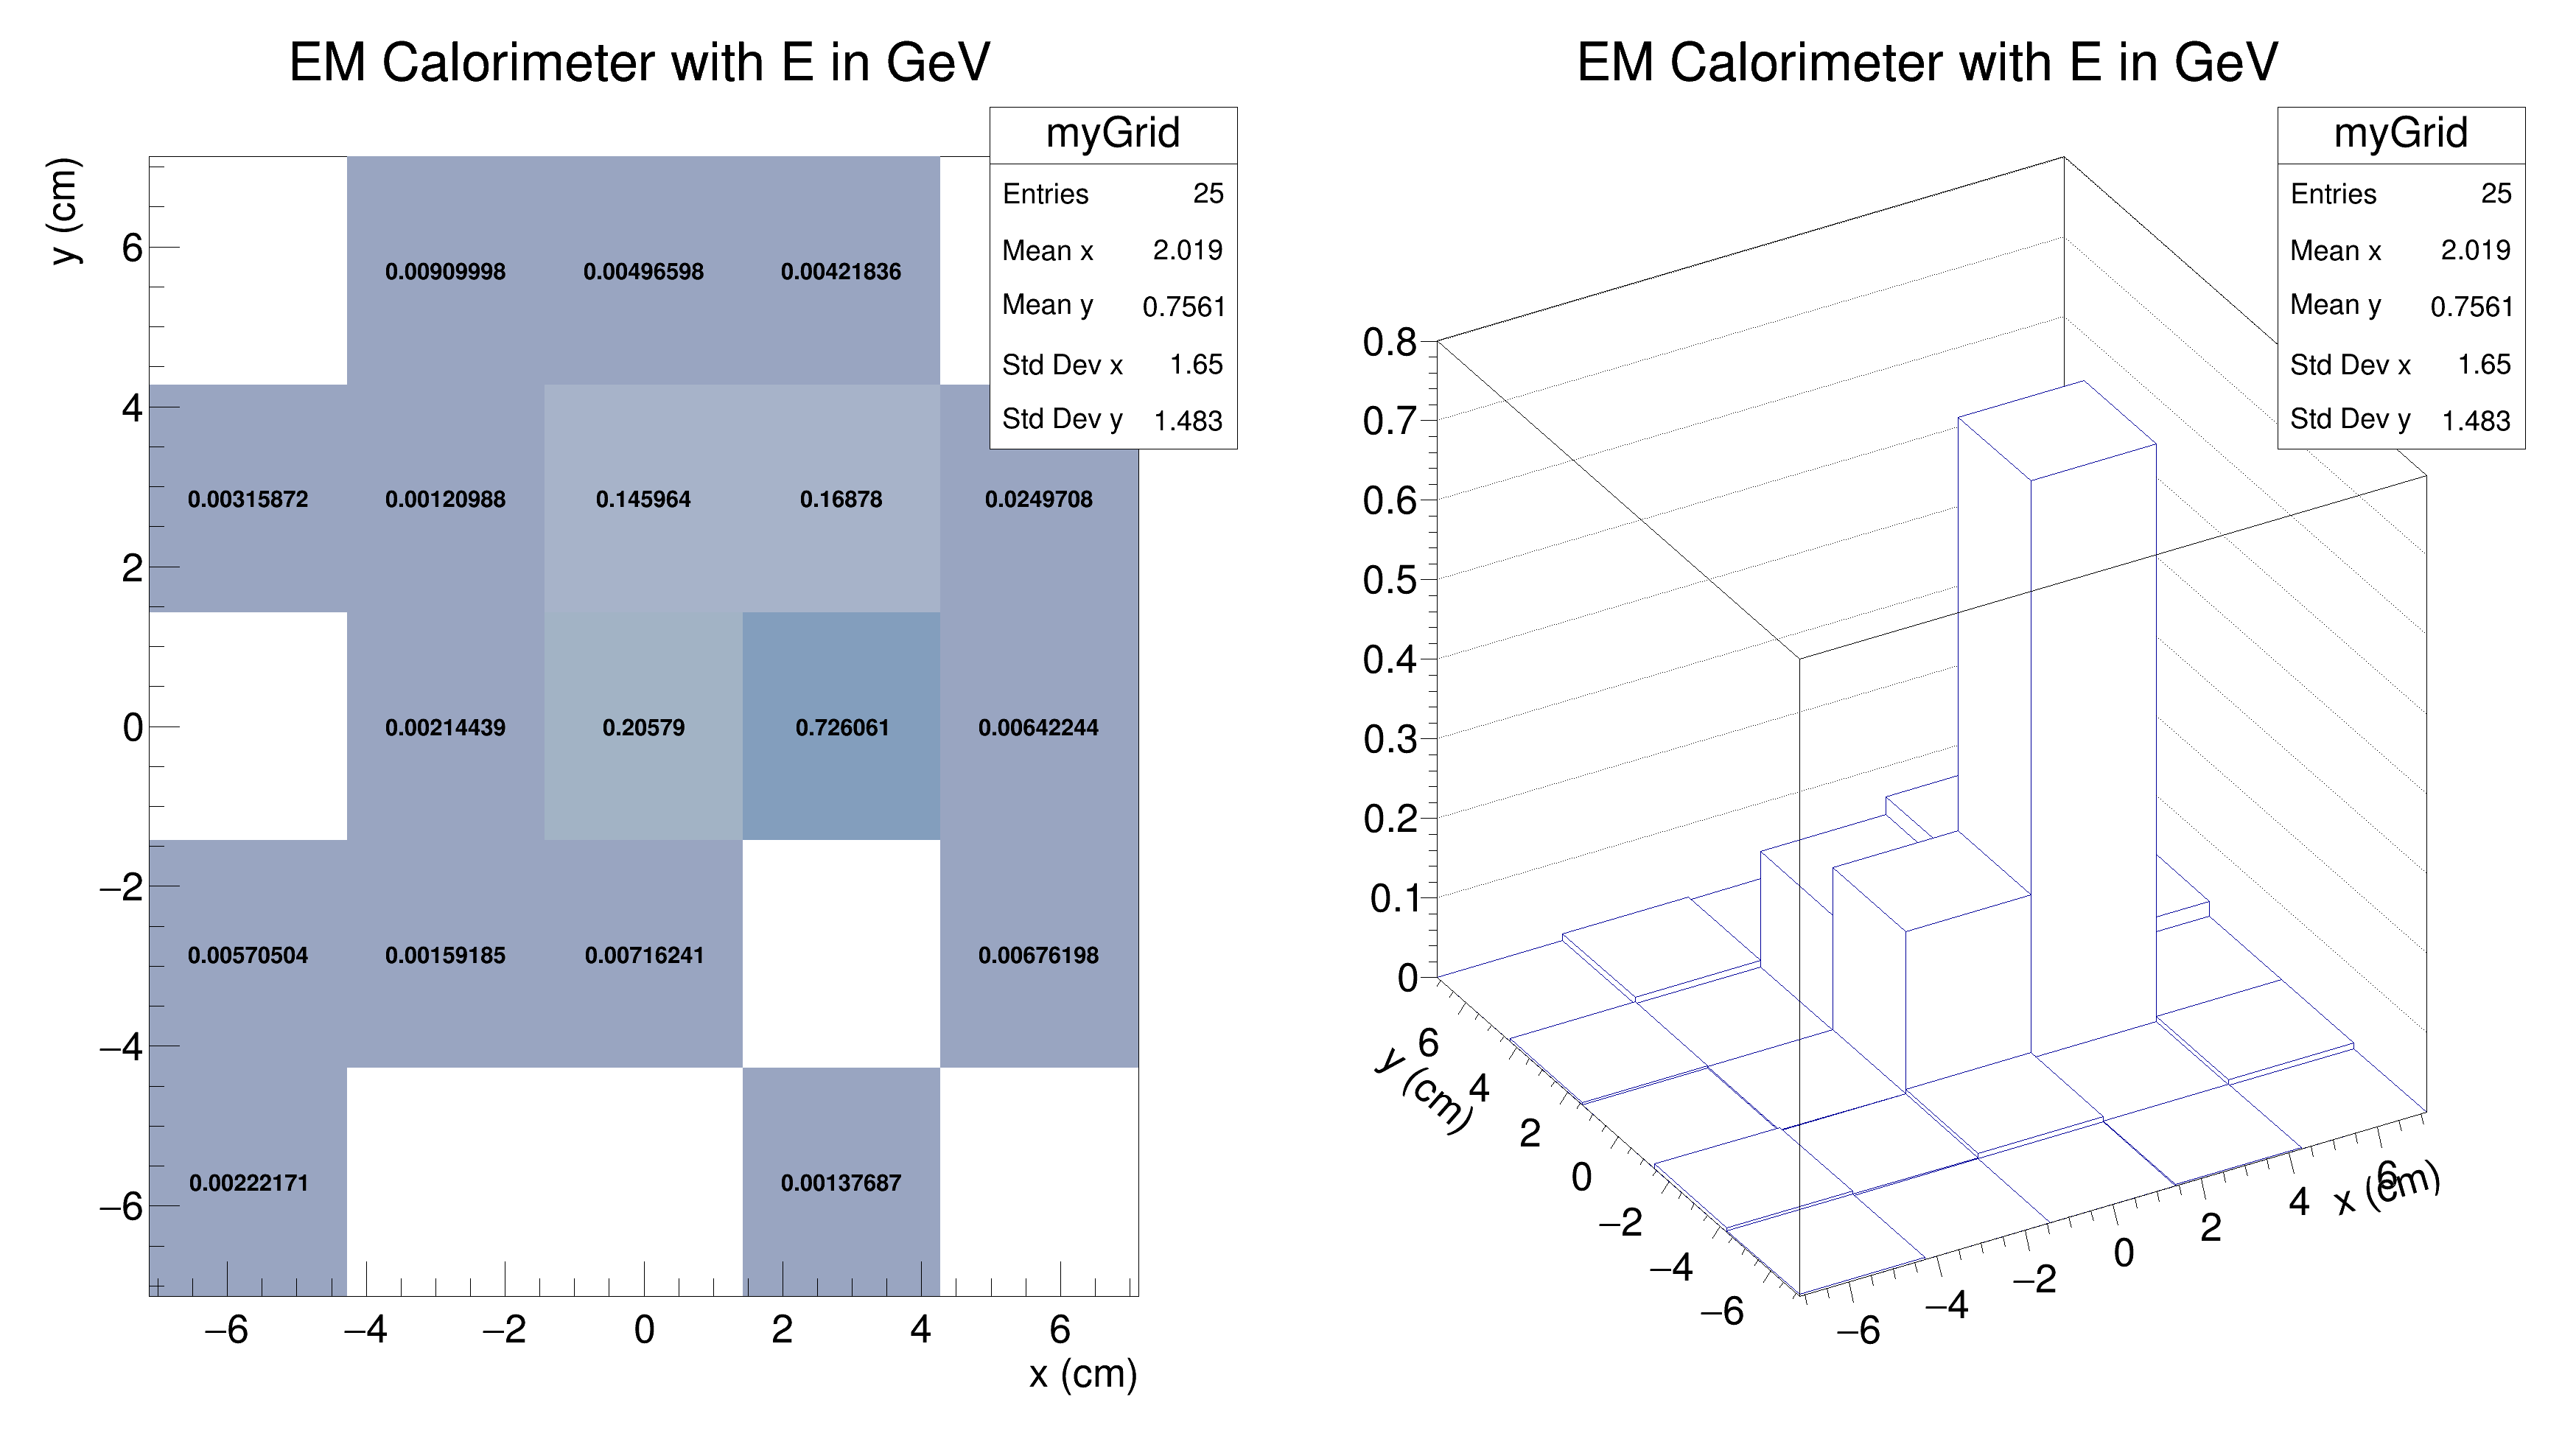 EM Calorimeter with E in GeV
myGrid
Entries 25
Mean x 2.019
Mean y 0.7561
Std Dev x 1.65
Std Dev y 1.483
y (cm)
6
4
2
0
−2
−4
−6
0.00909998 0.00496598 0.00421836
0.00315872 0.00120988 0.145964 0.16878 0.0249708
0.00214439 0.20579 0.726061 0.00642244
0.00570504 0.00159185 0.00716241 0.00676198
0.00222171 0.00137687
−6 −4 −2 0 2 4 6
x (cm)
EM Calorimeter with E in GeV
myGrid
Entries 25
Mean x 2.019
Mean y 0.7561
Std Dev x 1.65
Std Dev y 1.483
0.8
0.7
0.6
0.5
0.4
0.3
0.2
0.1
0
y (cm)
6
4
2
0
−2
−4
−6
−6 −4 −2 0 2 4 6
x (cm)